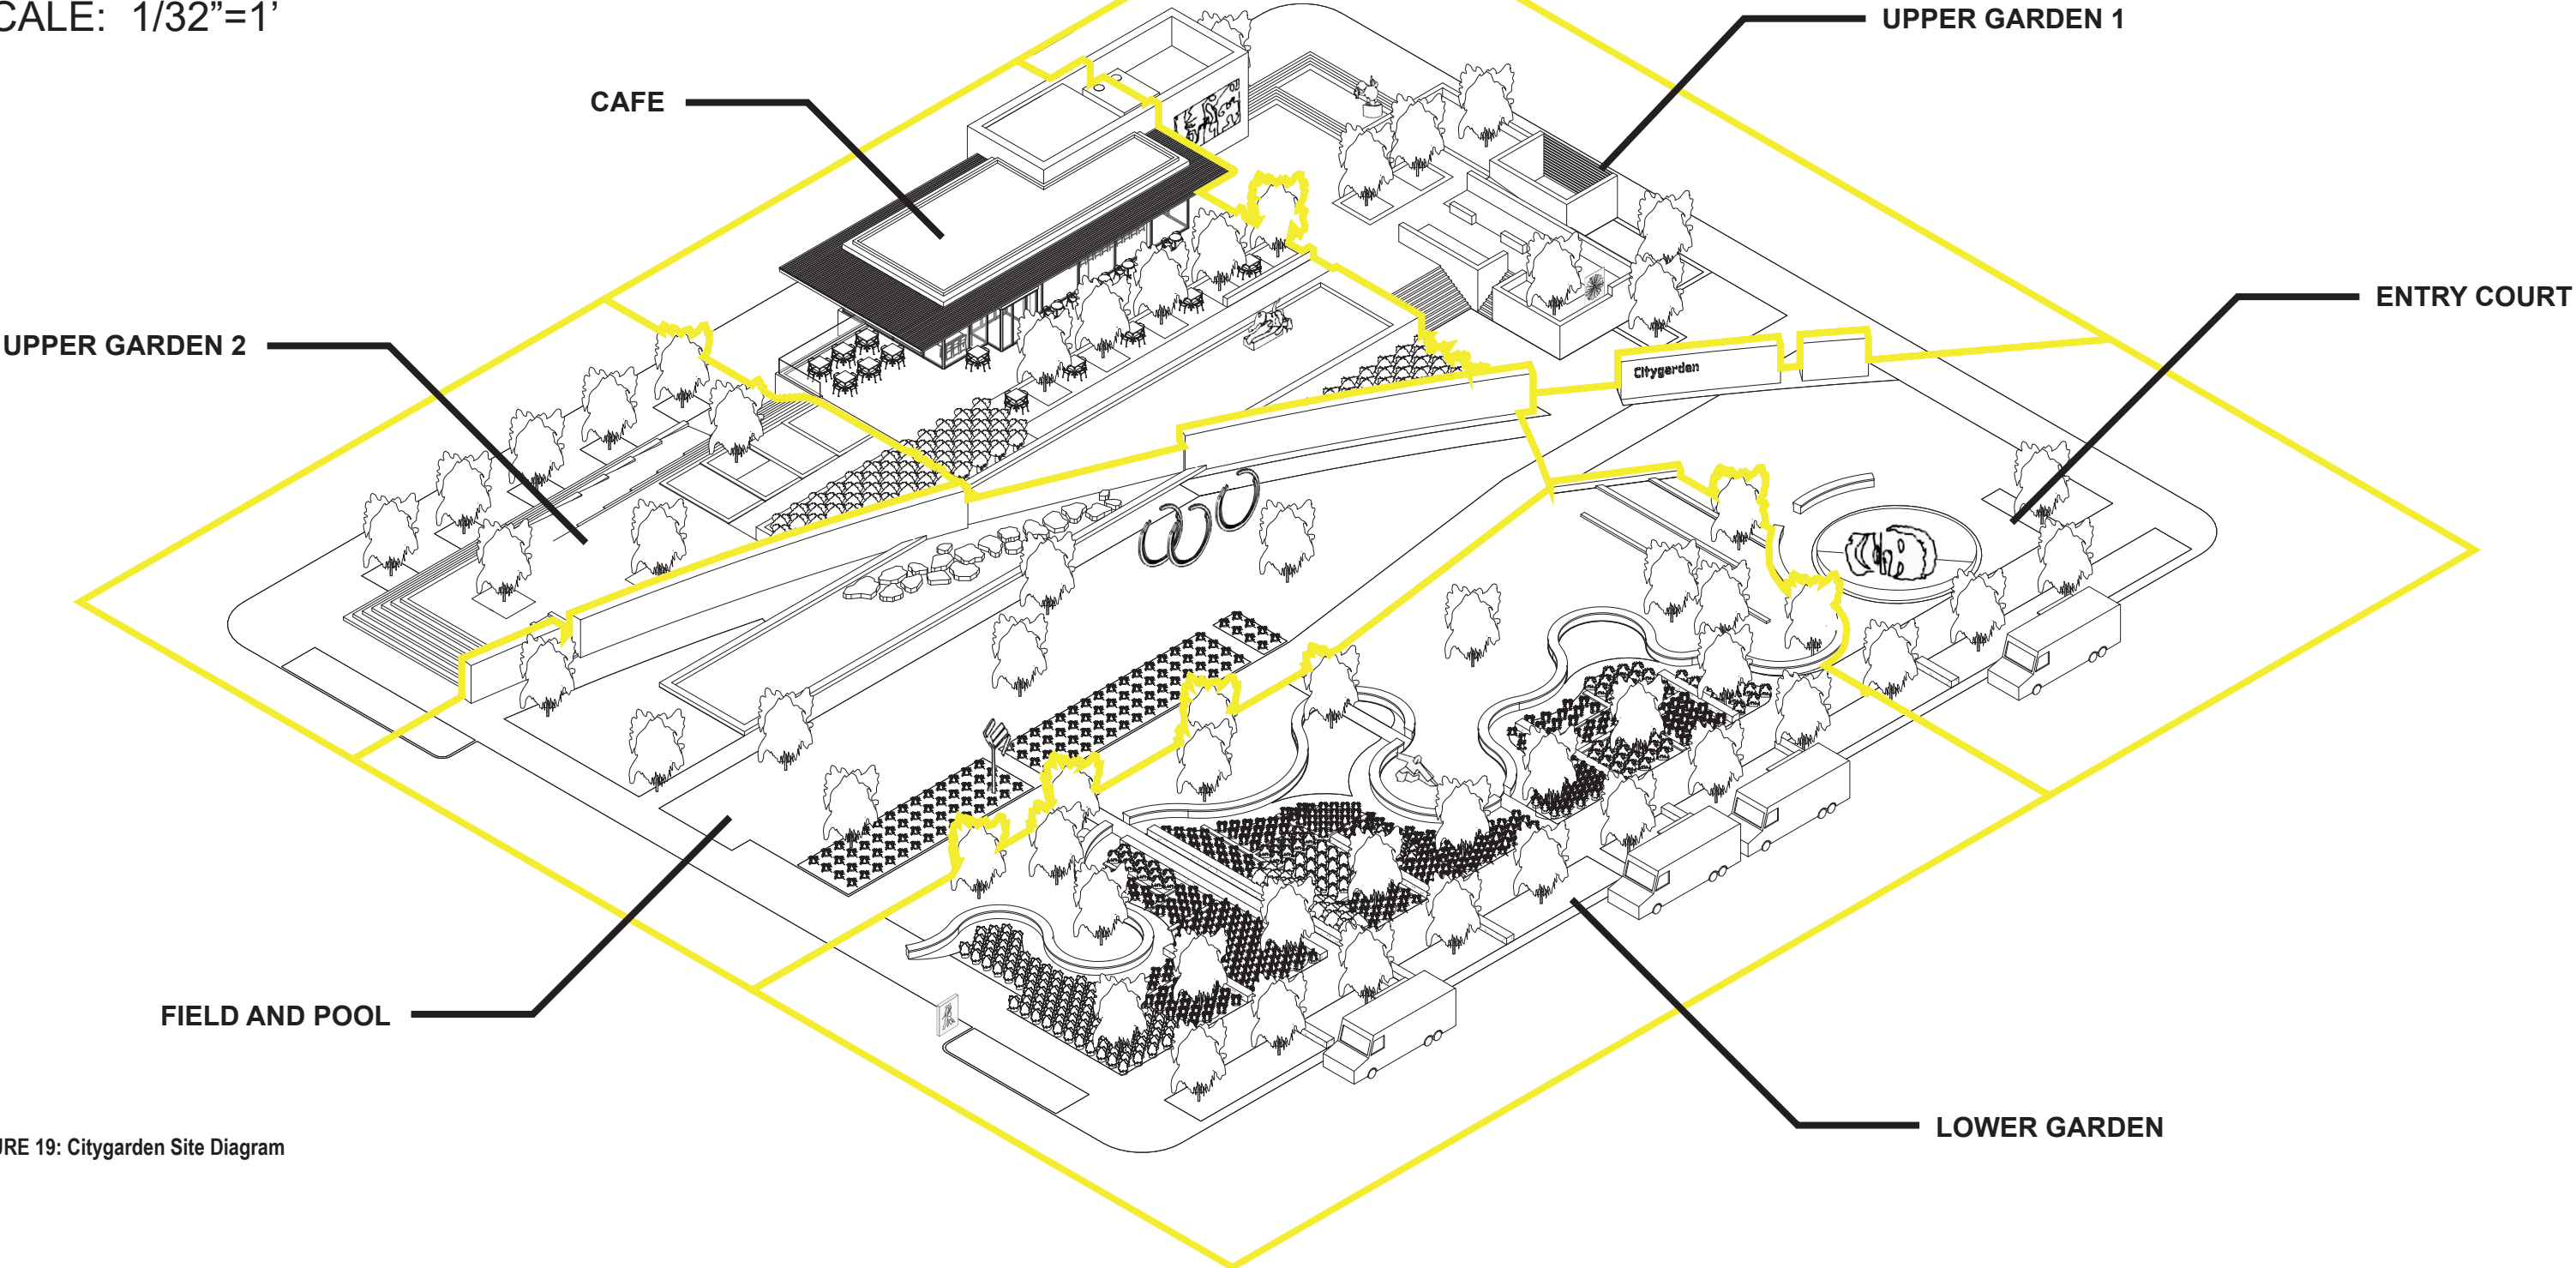 CALE: 1/32”=1’
UPPER GARDEN 1
CAFE
ENTRY COURT
UPPER GARDEN 2
Citygarden
FIELD AND POOL
LOWER GARDEN
URE 19: Citygarden Site Diagram